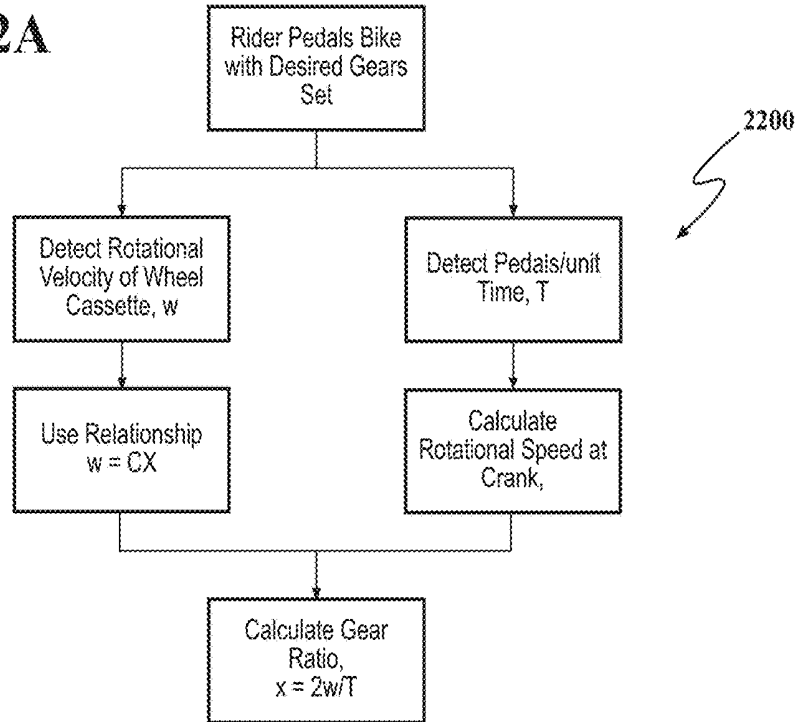 2A
Rider Pedals Bike
with Desired Gears
Set
2200
Detect Rotational
Velocity of Wheel
Cassette, w
Detect Pedals/unit
Time, T
Use Relationship
w = CX
Calculate
Rotational Speed at
Crank,
Calculate Gear
Ratio,
x = 2w/T